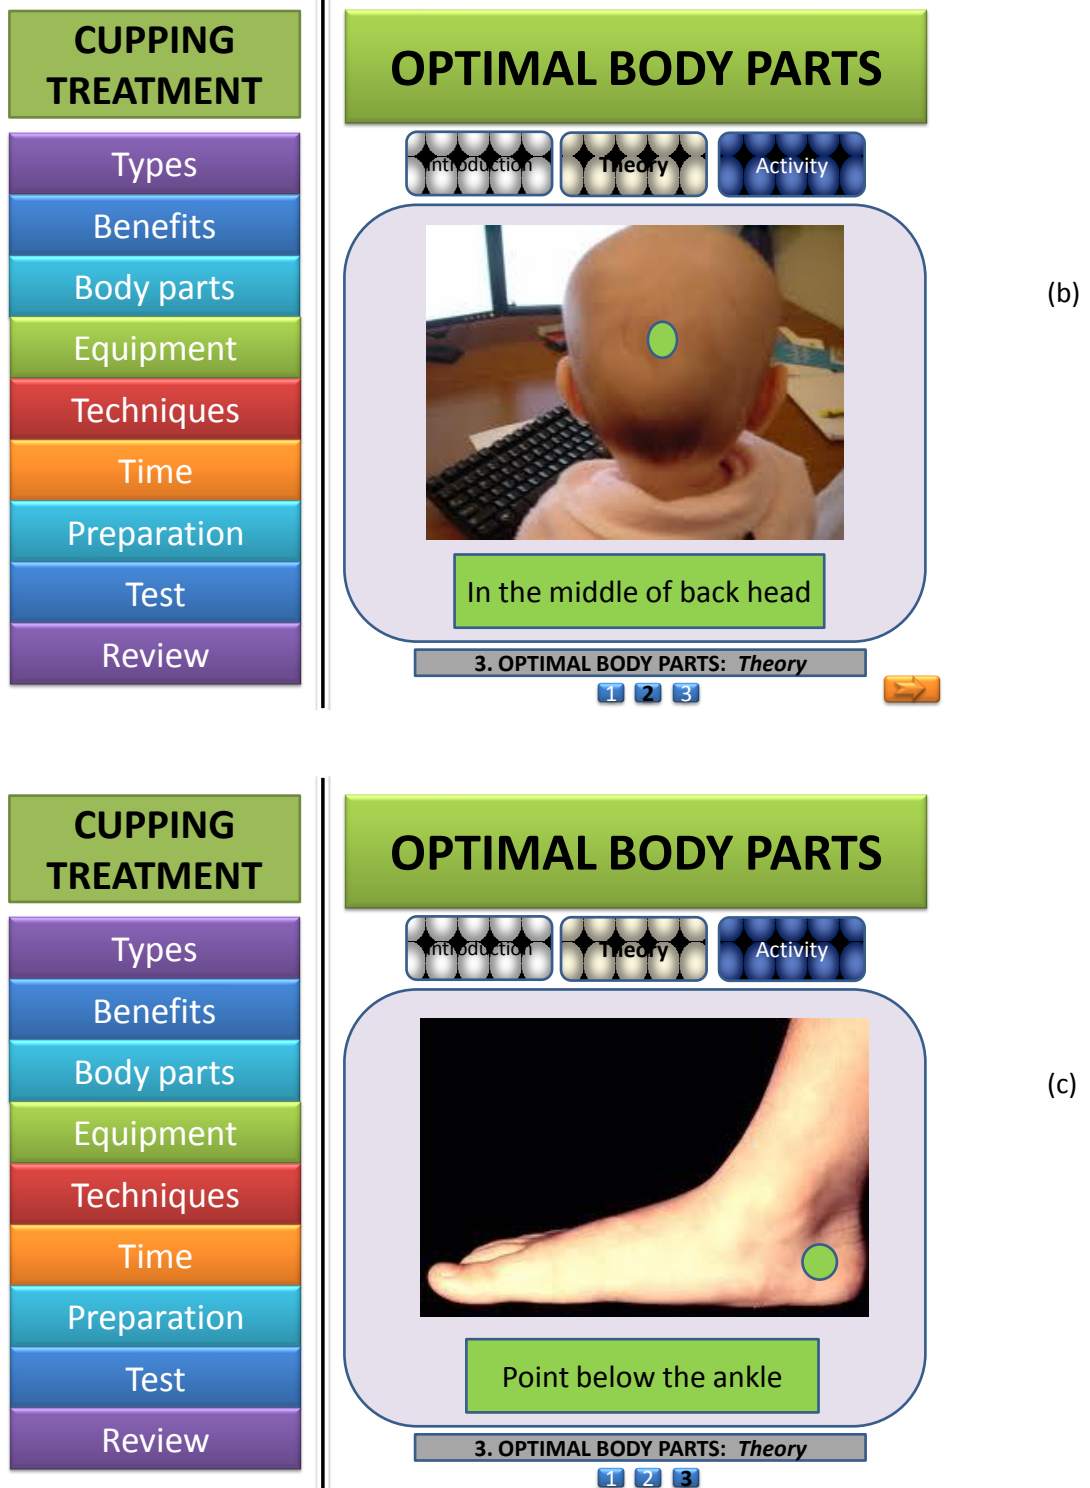 CUPPING
TREATMENT
Types
Benefits
Body parts
Equipment
Techniques
Time
Preparation
Test
Review
OPTIMAL BODY PARTS
Introduction
Theory
Activity
In the middle of back head
3. OPTIMAL BODY PARTS: Theory
1 2 3
(b)
CUPPING
TREATMENT
Types
Benefits
Body parts
Equipment
Techniques
Time
Preparation
Test
Review
OPTIMAL BODY PARTS
Introduction
Theory
Activity
Point below the ankle
3. OPTIMAL BODY PARTS: Theory
1 2 3
(c)